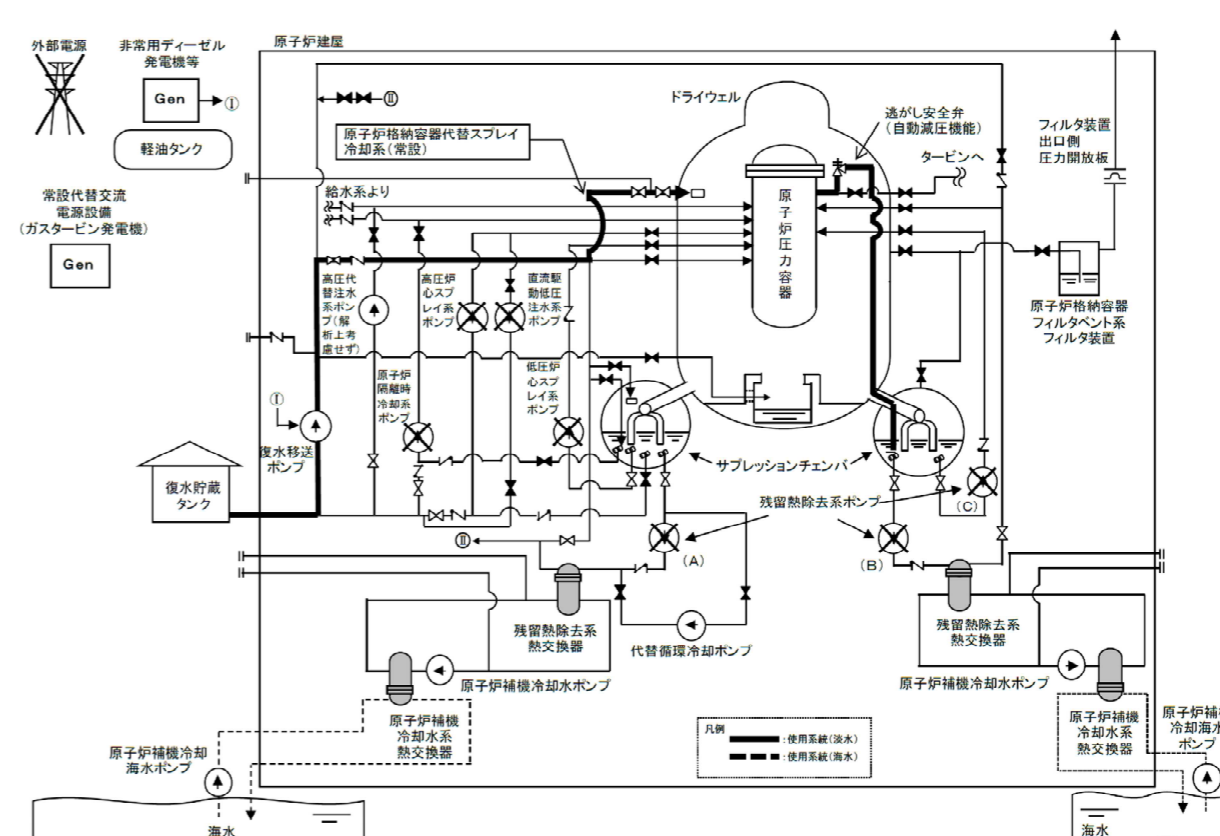 外部電源
非常用ディーゼル
発電機等
Gen
①
軽油タンク
常設代替交流
電源設備
(ガスタービン発電機)
Gen
原子炉建屋
Ⅱ
原子炉格納容器代替スプレイ
冷却系(常設)
給水系より
ドライウェル
逃がし安全弁
(自動減圧機能)
タービンへ
フィルタ装置
出口側
圧力開放板
原子炉圧力容器
原子炉格納容器
フィルタベント系
フィルタ装置
高圧代
替注水
系ポン
プ(解
析上考
慮せず)
高圧炉
心スプ
レイ系
ポンプ
直流駆
動低圧
注水系
ポンプ
原子炉
隔離時
冷却系
ポンプ
低圧炉
心スプ
レイ系
ポンプ
①
復水移送
ポンプ
復水貯蔵
タンク
サプレッションチェンバ
残留熱除去系ポンプ
(A)
(B)
(C)
Ⅱ
残留熱除去系
熱交換器
代替循環冷却ポンプ
残留熱除去系
熱交換器
原子炉補機冷却水ポンプ
原子炉補機冷却水ポンプ
原子炉補機
冷却水系
熱交換器
原子炉補機
冷却水系
熱交換器
原子炉補機冷却
海水ポンプ
原子炉補機
冷却海水
ポンプ
凡例
:使用系統(淡水)
:使用系統(海水)
海水
海水